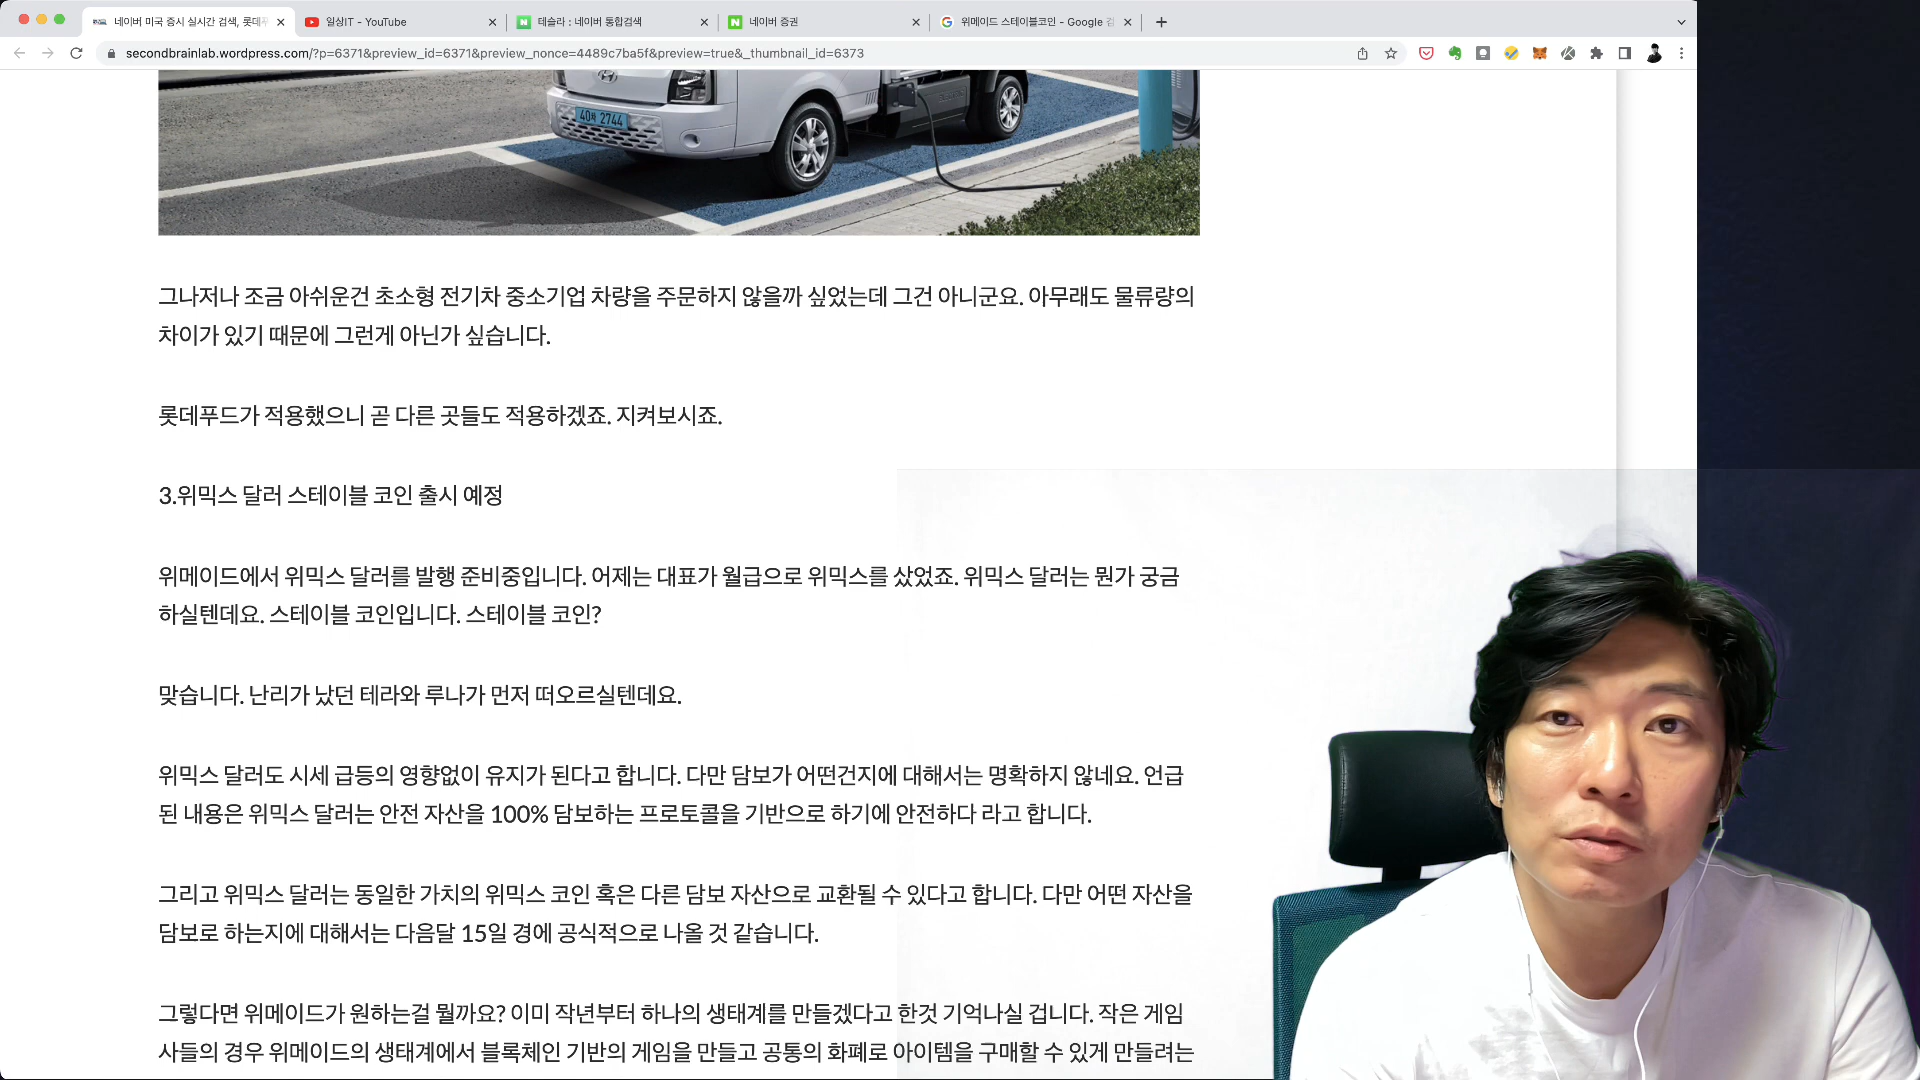 네이버 미국 증시 실시간 검색, 롯데푸
일상IT - YouTube
테슬라 : 네이버 통합검색
네이버 증권
위메이드 스테이블코인 - Google 검
secondbrainlab.wordpress.com/?p=6371&preview_id=6371&preview_nonce=4489c7ba5f&preview=true&_thumbnail_id=6373
그나저나 조금 아쉬운건 초소형 전기차 중소기업 차량을 주문하지 않을까 싶었는데 그건 아니군요. 아무래도 물류량의
차이가 있기 때문에 그런게 아닌가 싶습니다.
롯데푸드가 적용했으니 곧 다른 곳들도 적용하겠죠. 지켜보시죠.
3.위믹스 달러 스테이블 코인 출시 예정
위메이드에서 위믹스 달러를 발행 준비중입니다. 어제는 대표가 월급으로 위믹스를 샀었죠. 위믹스 달러는 뭔가 궁금
하실텐데요. 스테이블 코인입니다. 스테이블 코인?
맞습니다. 난리가 났던 테라와 루나가 먼저 떠오르실텐데요.
위믹스 달러도 시세 급등의 영향없이 유지가 된다고 합니다. 다만 담보가 어떤건지에 대해서는 명확하지 않네요. 언급
된 내용은 위믹스 달러는 안전 자산을 100% 담보하는 프로토콜을 기반으로 하기에 안전하다 라고 합니다.
그리고 위믹스 달러는 동일한 가치의 위믹스 코인 혹은 다른 담보 자산으로 교환될 수 있다고 합니다. 다만 어떤 자산을
담보로 하는지에 대해서는 다음달 15일 경에 공식적으로 나올 것 같습니다.
그렇다면 위메이드가 원하는걸 뭘까요? 이미 작년부터 하나의 생태계를 만들겠다고 한것 기억나실 겁니다. 작은 게임
사들의 경우 위메이드의 생태계에서 블록체인 기반의 게임을 만들고 공통의 화폐로 아이템을 구매할 수 있게 만들려는